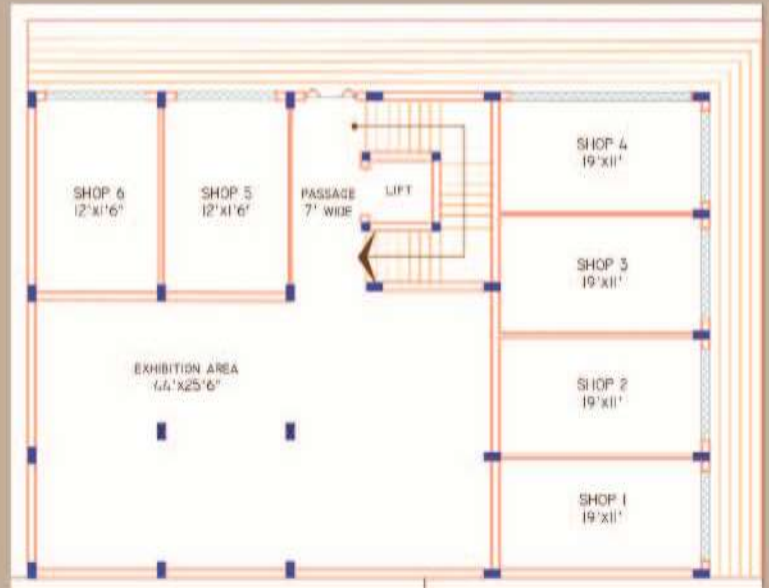 SHOP 4
19'X11'
SHOP 6
12'X1'6"
SHOP 5
12'X1'6"
PASSAGE
7' WIDE
LIFT
SHOP 3
19'X11'
EXHIBITION AREA
44'X25'6"
SHOP 2
19'X11'
SHOP 1
19'X11'